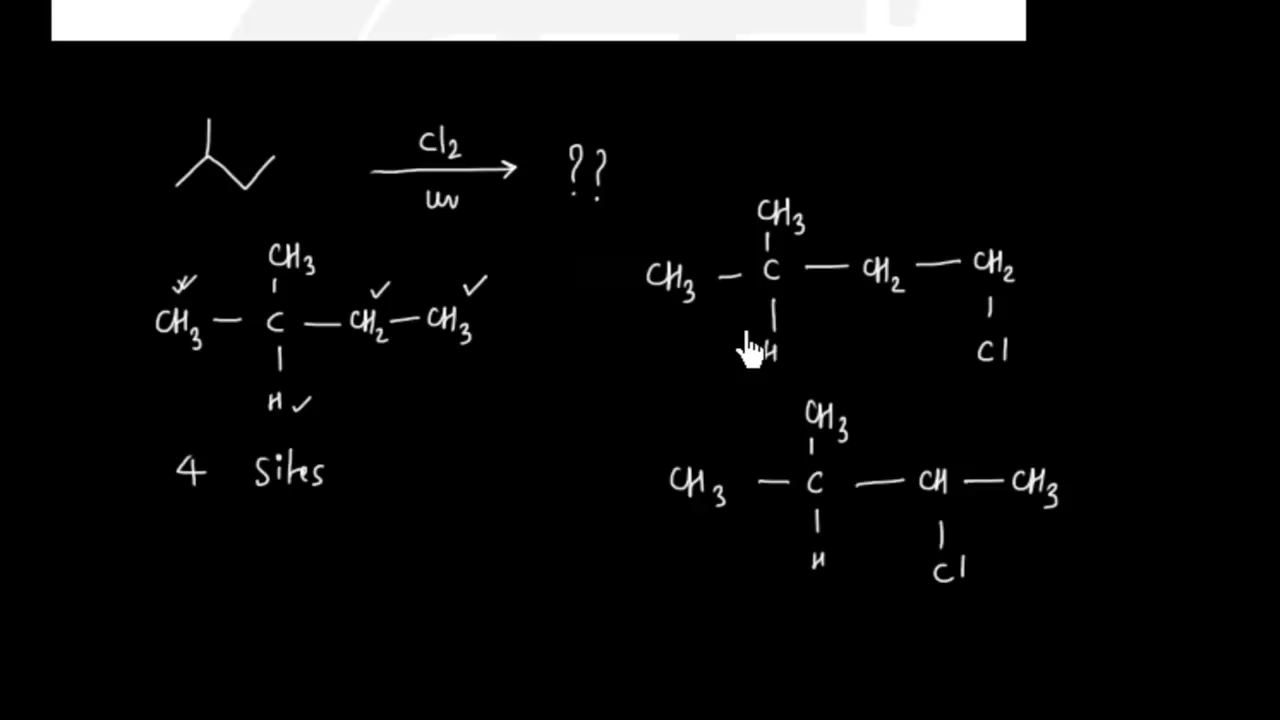 Cl2
uv
??
CH3
CH3 – C – CH2 – CH3
H
4 sites
CH3
CH3 – C – CH2 – CH2
H Cl
CH3
CH3 – C – CH – CH3
H Cl